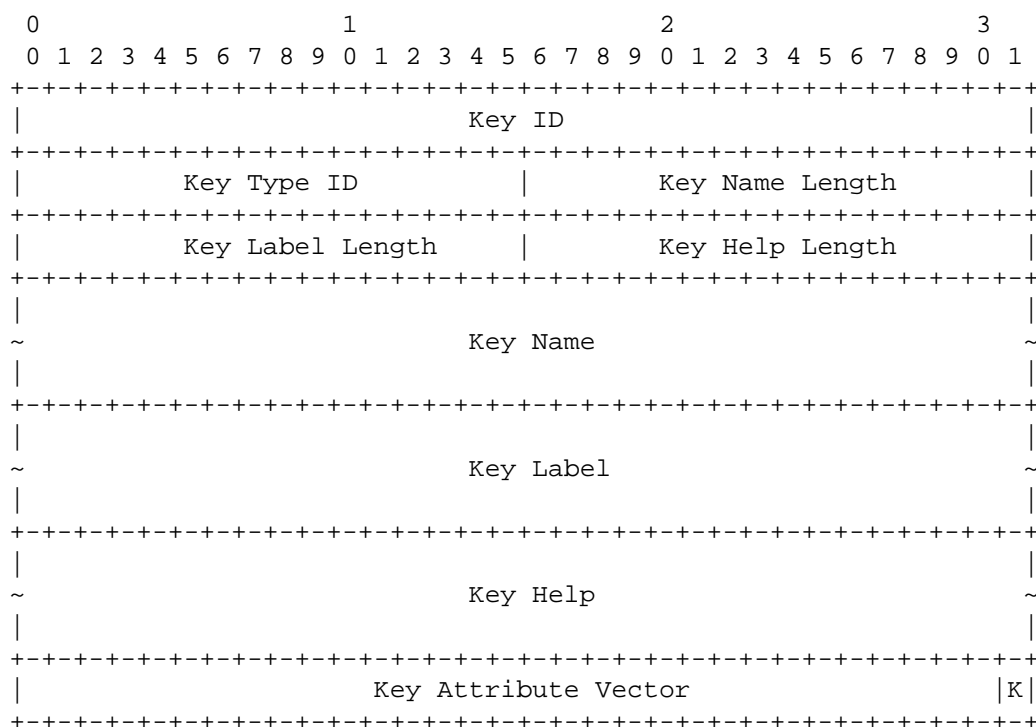 0                   1                   2                   3
 0 1 2 3 4 5 6 7 8 9 0 1 2 3 4 5 6 7 8 9 0 1 2 3 4 5 6 7 8 9 0 1
+-+-+-+-+-+-+-+-+-+-+-+-+-+-+-+-+-+-+-+-+-+-+-+-+-+-+-+-+-+-+-+-+
|                            Key ID                             |
+-+-+-+-+-+-+-+-+-+-+-+-+-+-+-+-+-+-+-+-+-+-+-+-+-+-+-+-+-+-+-+-+
|          Key Type ID          |        Key Name Length        |
+-+-+-+-+-+-+-+-+-+-+-+-+-+-+-+-+-+-+-+-+-+-+-+-+-+-+-+-+-+-+-+-+
|          Key Label Length     |        Key Help Length        |
+-+-+-+-+-+-+-+-+-+-+-+-+-+-+-+-+-+-+-+-+-+-+-+-+-+-+-+-+-+-+-+-+
|                                                               |
~                            Key Name                           ~
|                                                               |
+-+-+-+-+-+-+-+-+-+-+-+-+-+-+-+-+-+-+-+-+-+-+-+-+-+-+-+-+-+-+-+-+
|                                                               |
~                            Key Label                          ~
|                                                               |
+-+-+-+-+-+-+-+-+-+-+-+-+-+-+-+-+-+-+-+-+-+-+-+-+-+-+-+-+-+-+-+-+
|                                                               |
~                            Key Help                           ~
|                                                               |
+-+-+-+-+-+-+-+-+-+-+-+-+-+-+-+-+-+-+-+-+-+-+-+-+-+-+-+-+-+-+-+-+
|                      Key Attribute Vector                   |K|
+-+-+-+-+-+-+-+-+-+-+-+-+-+-+-+-+-+-+-+-+-+-+-+-+-+-+-+-+-+-+-+-+